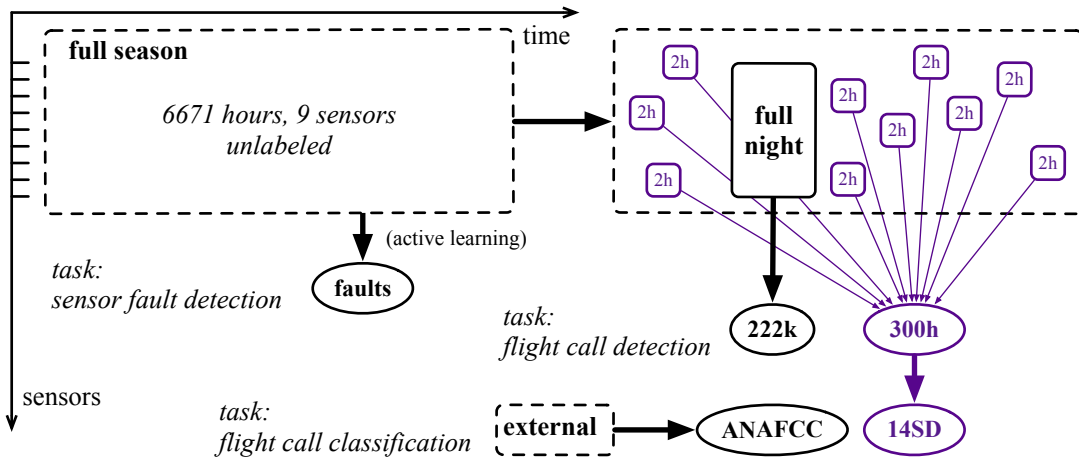 time
full season
6671 hours, 9 sensors
unlabeled
2h
2h
2h
2h
2h
2h
2h
2h
2h
2h
full
night
(active learning)
task:
sensor fault detection
faults
task:
flight call detection
222k
300h
sensors
task:
flight call classification
external
ANAFCC
14SD